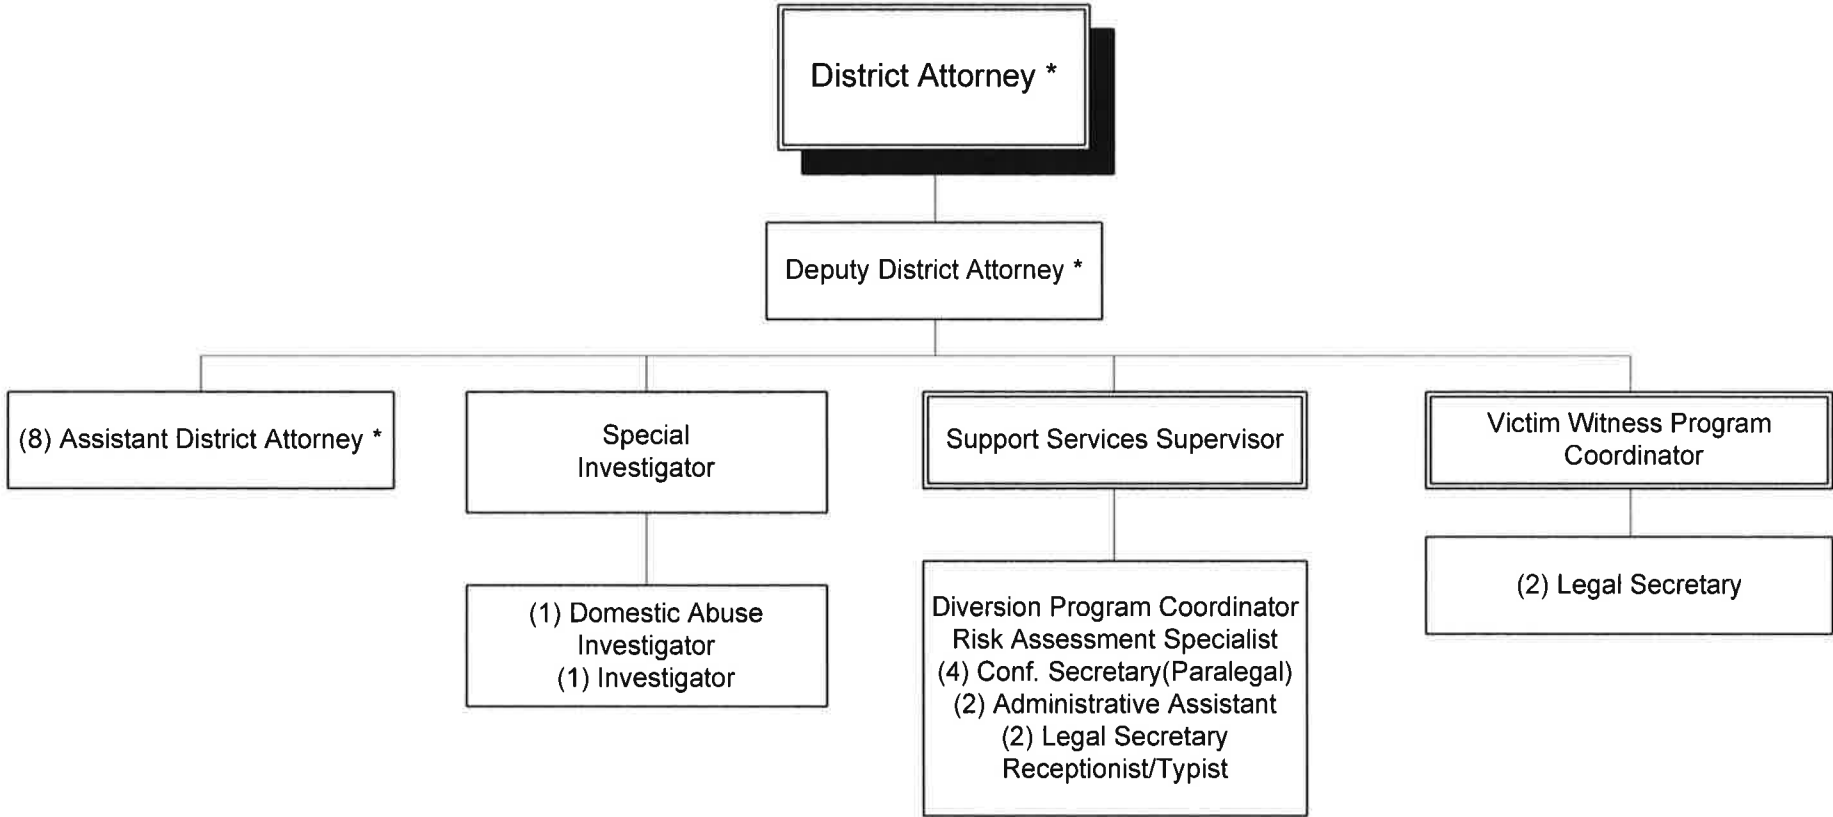 District Attorney *
Deputy District Attorney *
(8) Assistant District Attorney *
Special
Investigator
Support Services Supervisor
Victim Witness Program
Coordinator
(1) Domestic Abuse
Investigator
(1) Investigator
Diversion Program Coordinator
Risk Assessment Specialist
(4) Conf. Secretary(Paralegal)
(2) Administrative Assistant
(2) Legal Secretary
Receptionist/Typist
(2) Legal Secretary